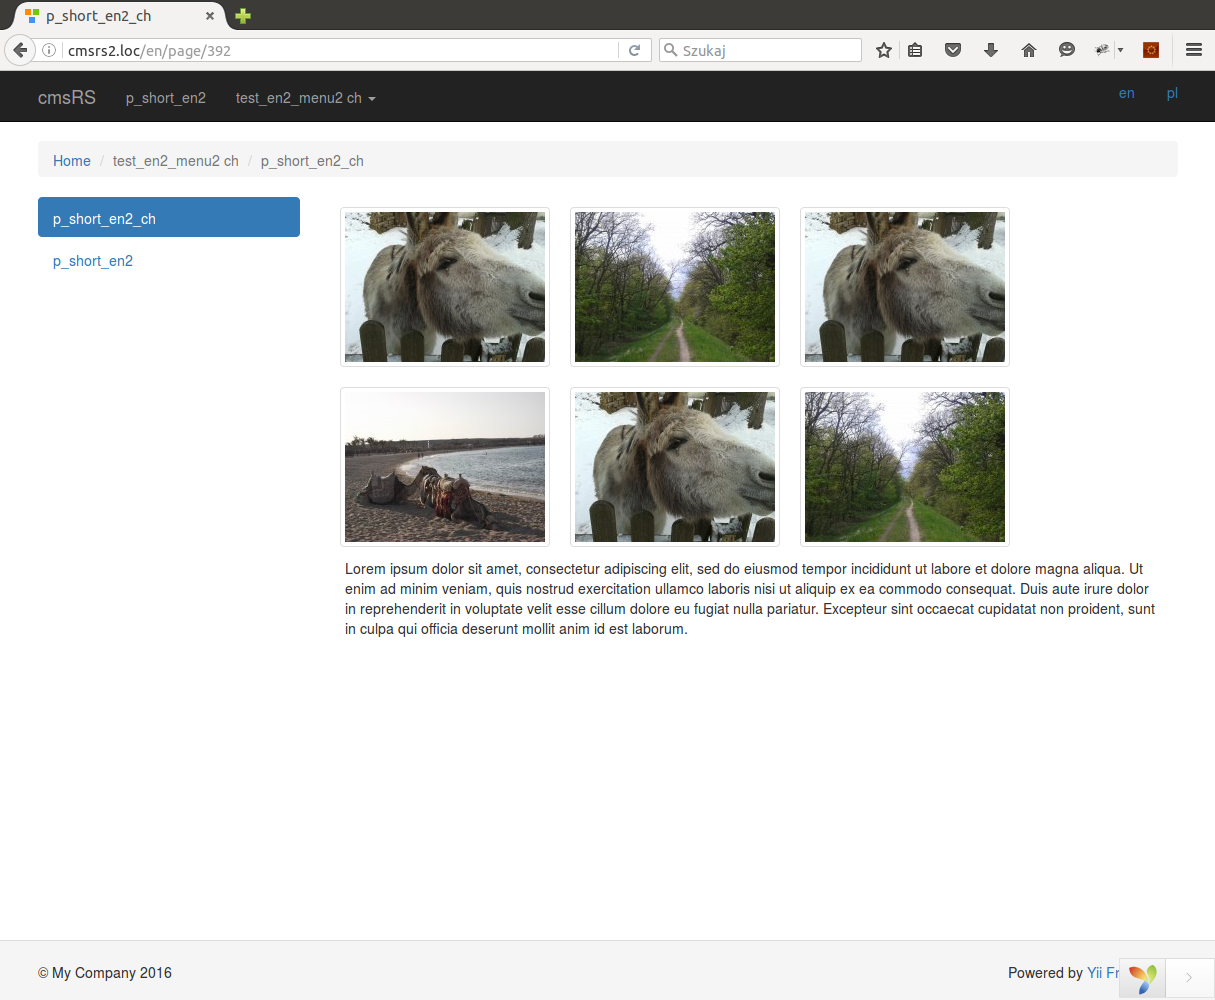 p_short_en2_ch
cmsrs2.loc/en/page/392
Szukaj
cmsRS p_short_en2 test_en2_menu2 ch en pl
Home / test_en2_menu2 ch / p_short_en2_ch
p_short_en2_ch
p_short_en2
Lorem ipsum dolor sit amet, consectetur adipiscing elit, sed do eiusmod tempor incididunt ut labore et dolore magna aliqua. Ut
enim ad minim veniam, quis nostrud exercitation ullamco laboris nisi ut aliquip ex ea commodo consequat. Duis aute irure dolor
in reprehenderit in voluptate velit esse cillum dolore eu fugiat nulla pariatur. Excepteur sint occaecat cupidatat non proident, sunt
in culpa qui officia deserunt mollit anim id est laborum.
© My Company 2016
Powered by Yii Fr